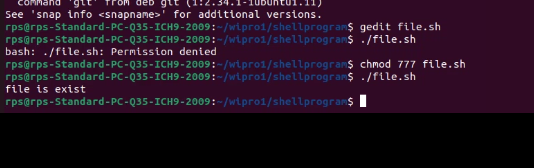 command 'git' from deb git (1:2.34.1-1ubuntu1.11)
See 'snap info <snapname>' for additional versions.
rps@rps-Standard-PC-Q35-ICH9-2009:~/wipro1/shellprogram$ gedit file.sh
rps@rps-Standard-PC-Q35-ICH9-2009:~/wipro1/shellprogram$ ./file.sh
bash: ./file.sh: Permission denied
rps@rps-Standard-PC-Q35-ICH9-2009:~/wipro1/shellprogram$ chmod 777 file.sh
rps@rps-Standard-PC-Q35-ICH9-2009:~/wipro1/shellprogram$ ./file.sh
file is exist
rps@rps-Standard-PC-Q35-ICH9-2009:~/wipro1/shellprogram$